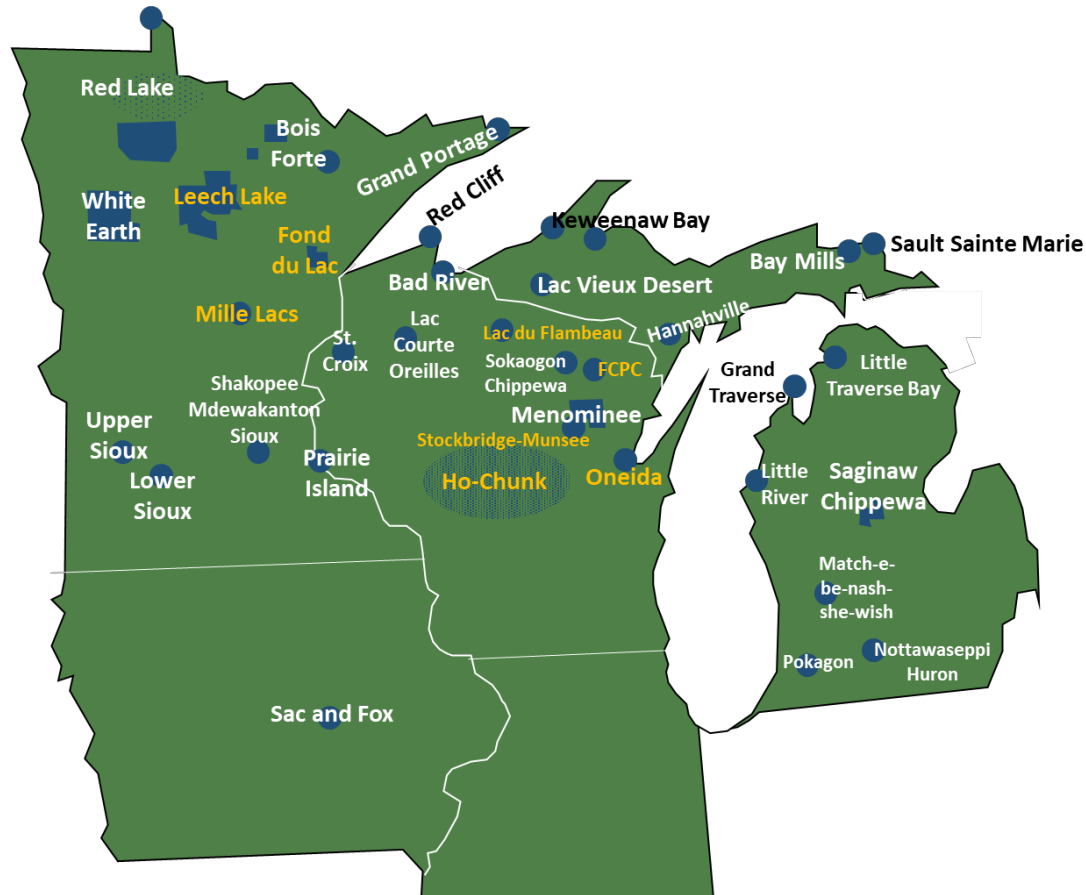 Red Lake
Bois
Forte
Grand Portage
White
Earth
Leech Lake
Fond
du Lac
Mille Lacs
Shakopee
Mdewakanton
Sioux
Upper
Sioux
Lower
Sioux
Prairie
Island
Red Cliff
Bad River
St.
Croix
Lac
Courte
Oreilles
Lac du Flambeau
Sokaogon
Chippewa
FCPC
Menominee
Stockbridge-Munsee
Ho-Chunk
Oneida
Keweenaw Bay
Lac Vieux Desert
Hannahville
Bay Mills
Sault Sainte Marie
Grand
Traverse
Little
Traverse Bay
Little
River
Saginaw
Chippewa
Match-e-
be-nash-
she-wish
Pokagon
Nottawaseppi
Huron
Sac and Fox